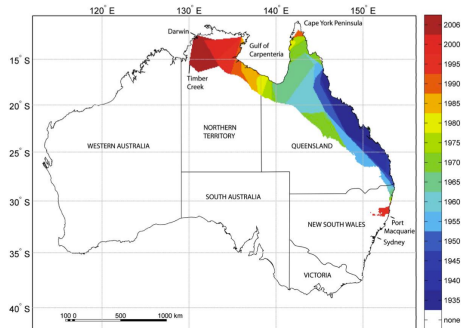 120° E
130° E
140° E
150° E
Cape York Peninsula
Darwin
Gulf of
Carpenteria
Timber
Creek
15° S
20° S
25° S
30° S
35° S
40° S
WESTERN AUSTRALIA
NORTHERN
TERRITORY
QUEENSLAND
SOUTH AUSTRALIA
NEW SOUTH WALES
VICTORIA
Port
Macquarie
Sydney
100 0 500 1000 km
2006
2000
1995
1990
1985
1980
1975
1970
1965
1960
1955
1950
1945
1940
1935
none